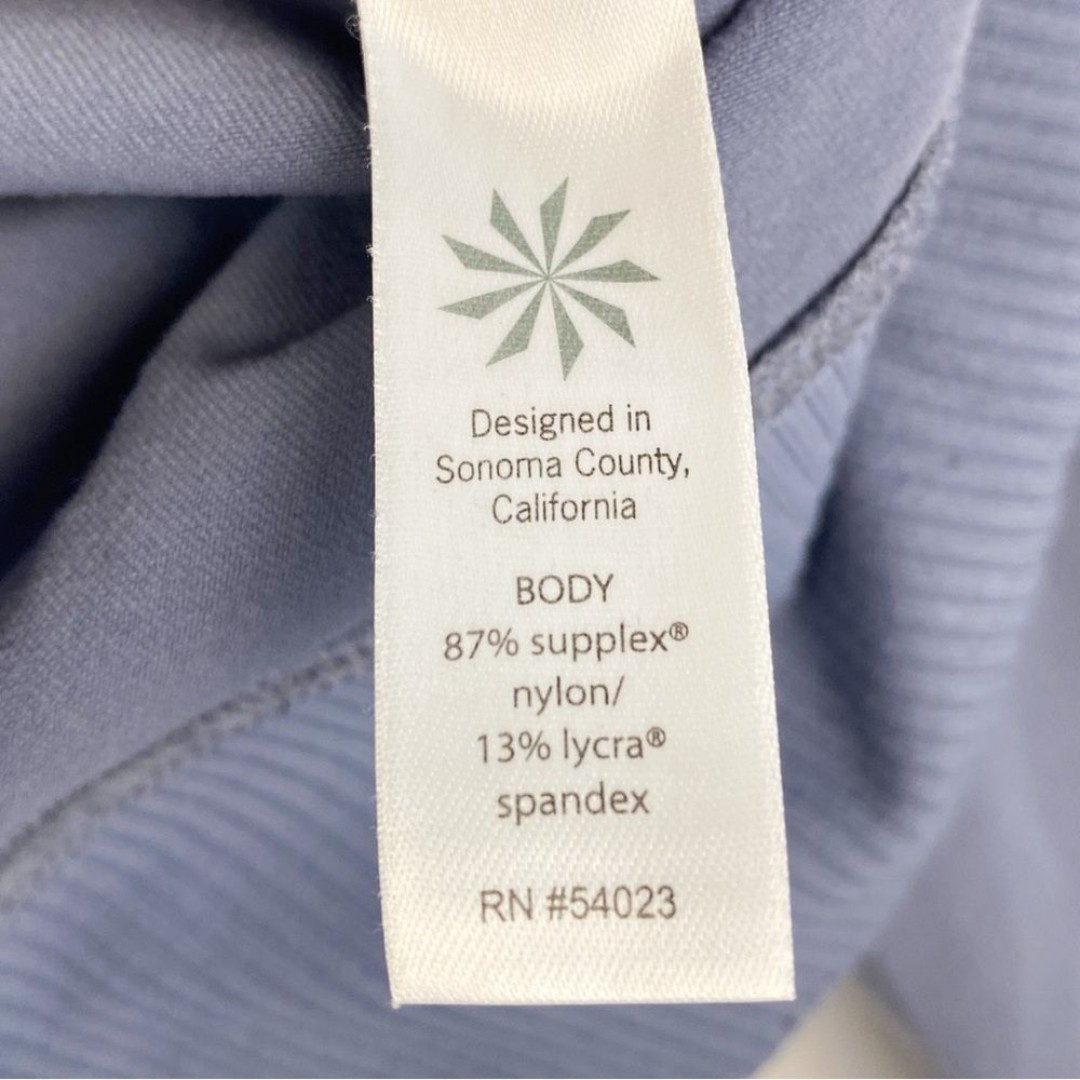 Designed in
Sonoma County,
California
BODY
87% supplex®
nylon/
13% lycra®
spandex
RN #54023